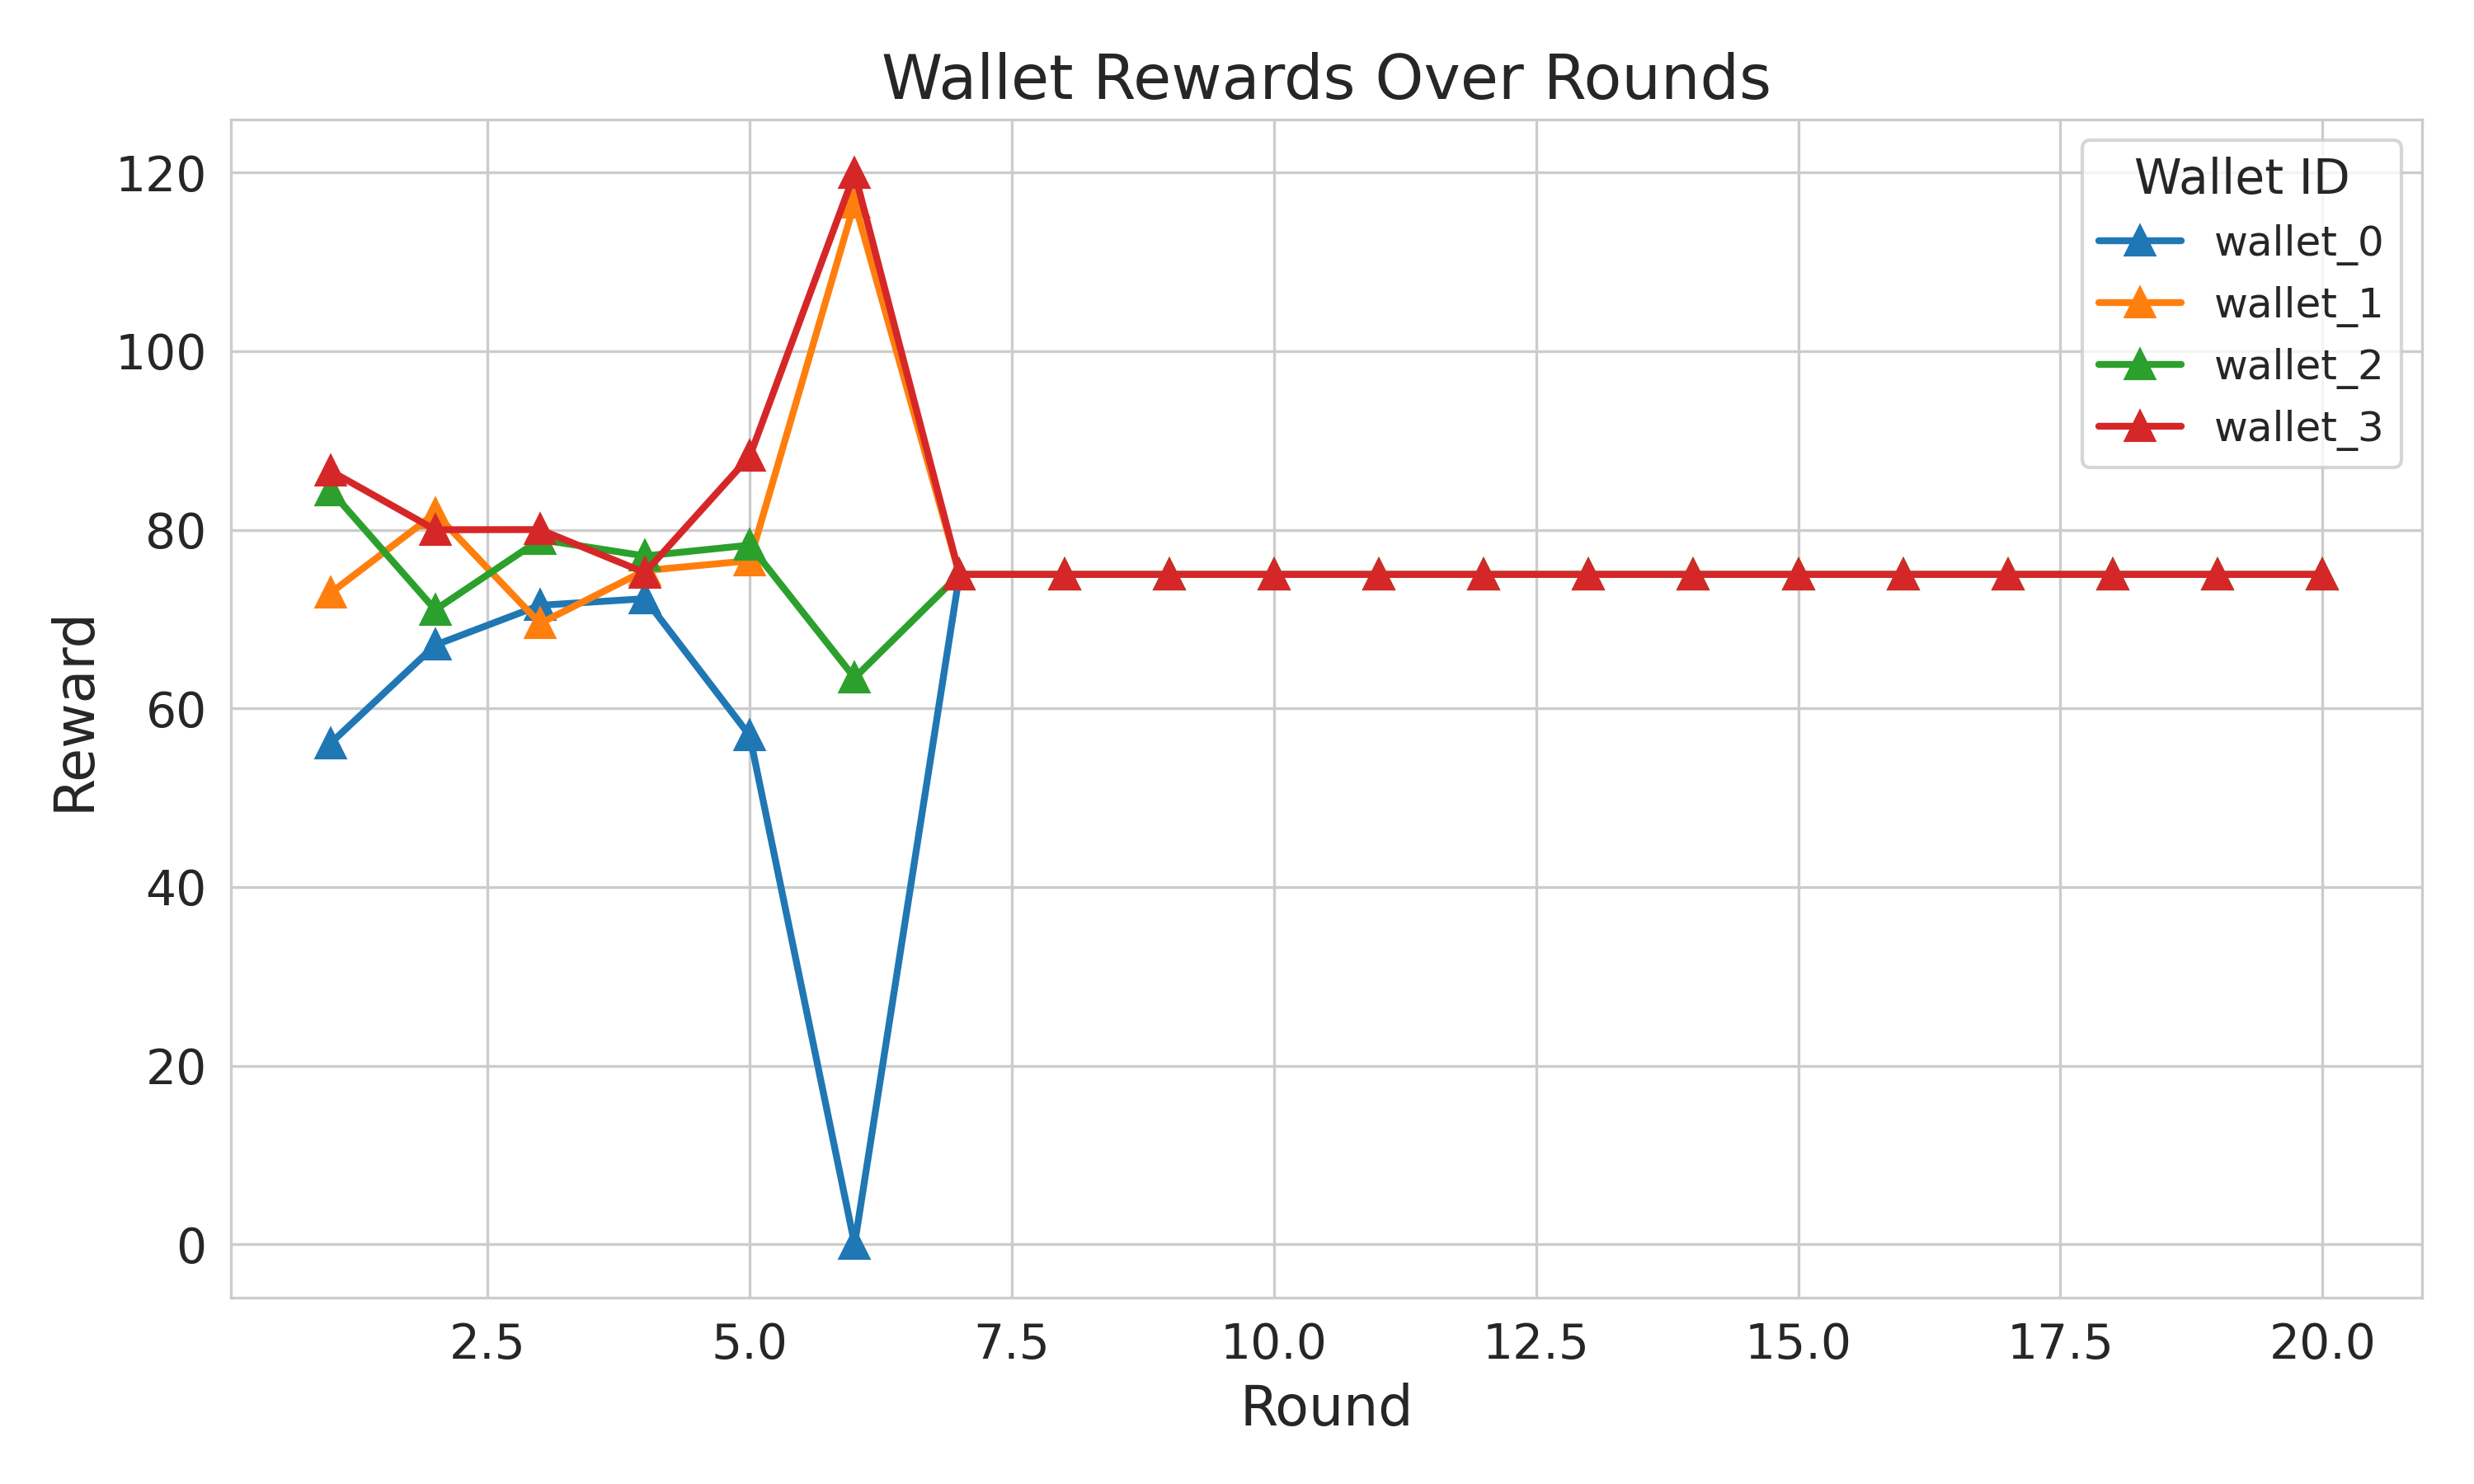 Wallet Rewards Over Rounds
Reward
120
100
80
60
40
20
0
2.5 5.0 7.5 10.0 12.5 15.0 17.5 20.0
Round
Wallet ID
wallet_0
wallet_1
wallet_2
wallet_3